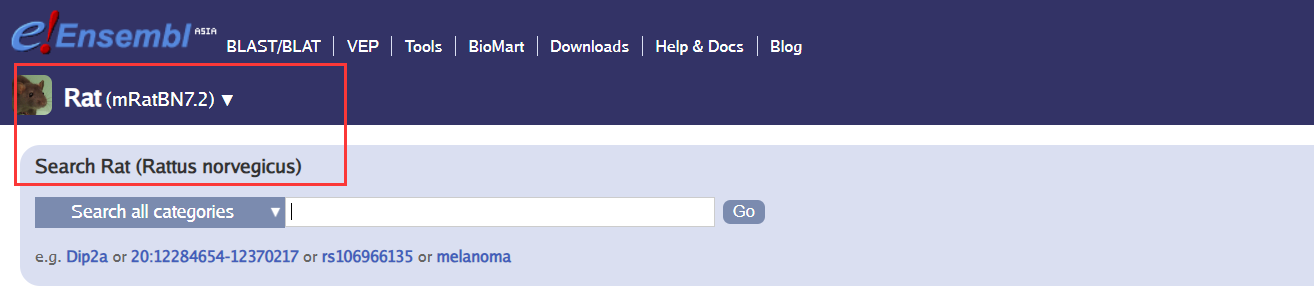 e!Ensembl ASIA BLAST/BLAT VEP Tools BioMart Downloads Help & Docs Blog
Rat (mRatBN7.2) ▼
Search Rat (Rattus norvegicus)
Search all categories ▼ Go
e.g. Dip2a or 20:12284654-12370217 or rs106966135 or melanoma